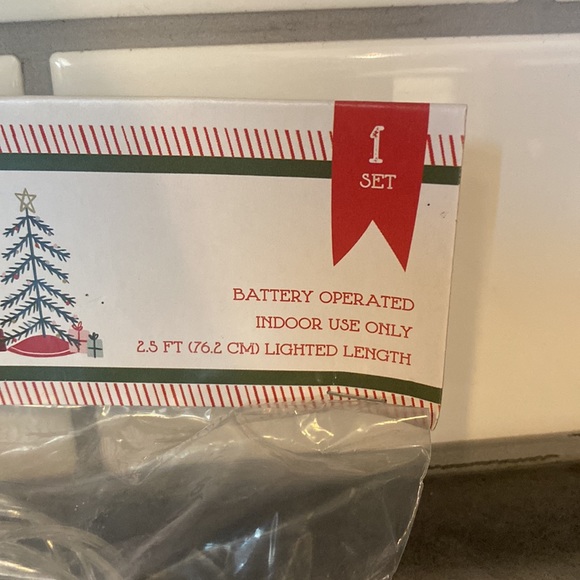 1
SET
BATTERY OPERATED
INDOOR USE ONLY
2.5 FT (76.2 CM) LIGHTED LENGTH